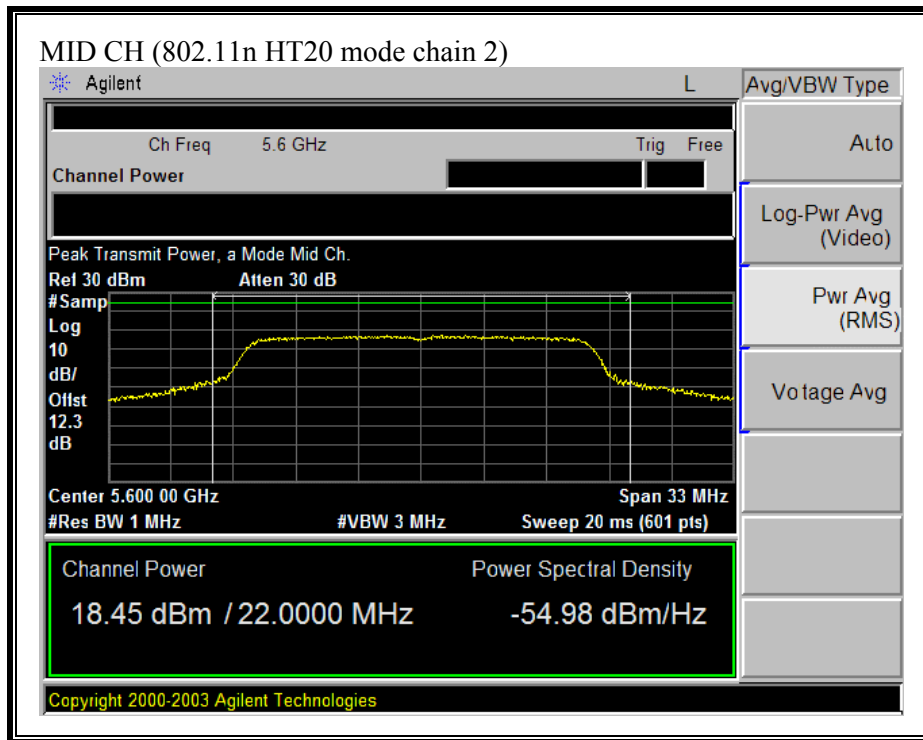 MID CH (802.11n HT20 mode chain 2)
Agilent L
Avg/VBW Type
Ch Freq 5.6 GHz Trig Free
Channel Power
Auto
Log-Pwr Avg
(Video)
Pwr Avg
(RMS)
Votage Avg
Peak Transmit Power, a Mode Mid Ch.
Ref 30 dBm Atten 30 dB
#Samp
Log
10
dB/
Offst
12.3
dB
Center 5.600 00 GHz Span 33 MHz
#Res BW 1 MHz #VBW 3 MHz Sweep 20 ms (601 pts)
Channel Power Power Spectral Density
18.45 dBm / 22.0000 MHz -54.98 dBm/Hz
Copyright 2000-2003 Agilent Technologies